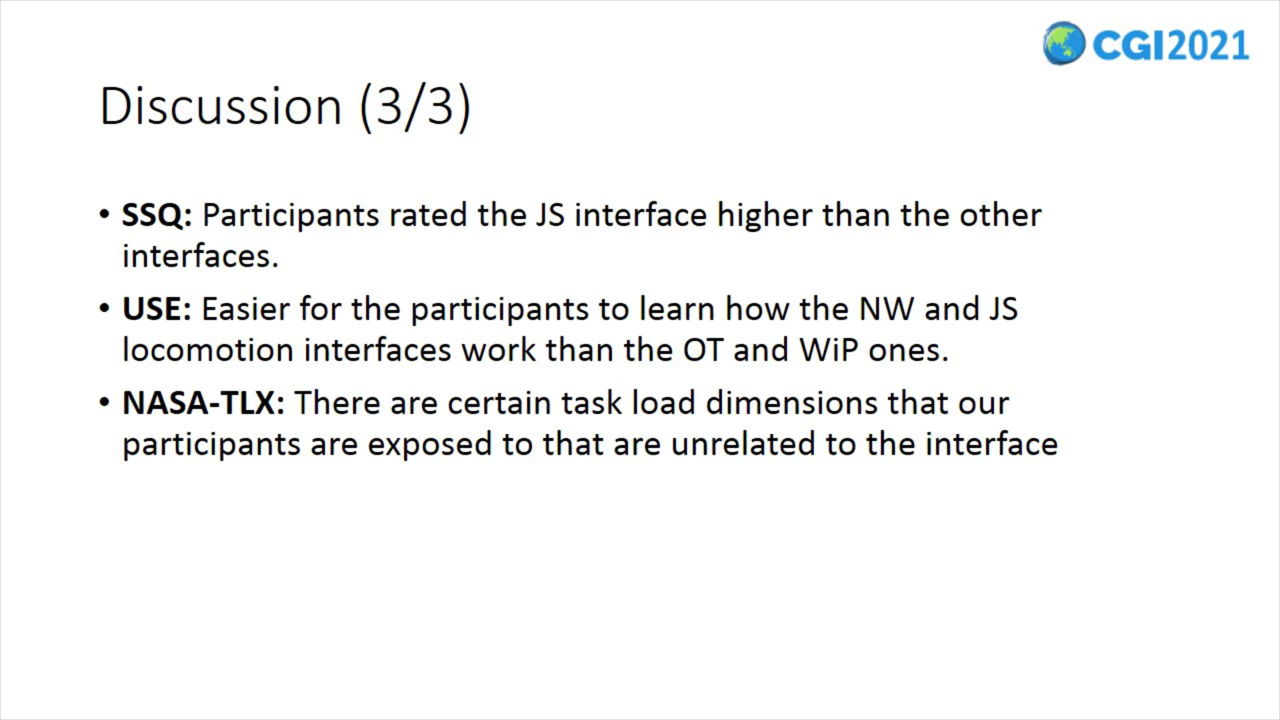 CGI2021
Discussion (3/3)
• SSQ: Participants rated the JS interface higher than the other
interfaces.
• USE: Easier for the participants to learn how the NW and JS
locomotion interfaces work than the OT and WiP ones.
• NASA-TLX: There are certain task load dimensions that our
participants are exposed to that are unrelated to the interface